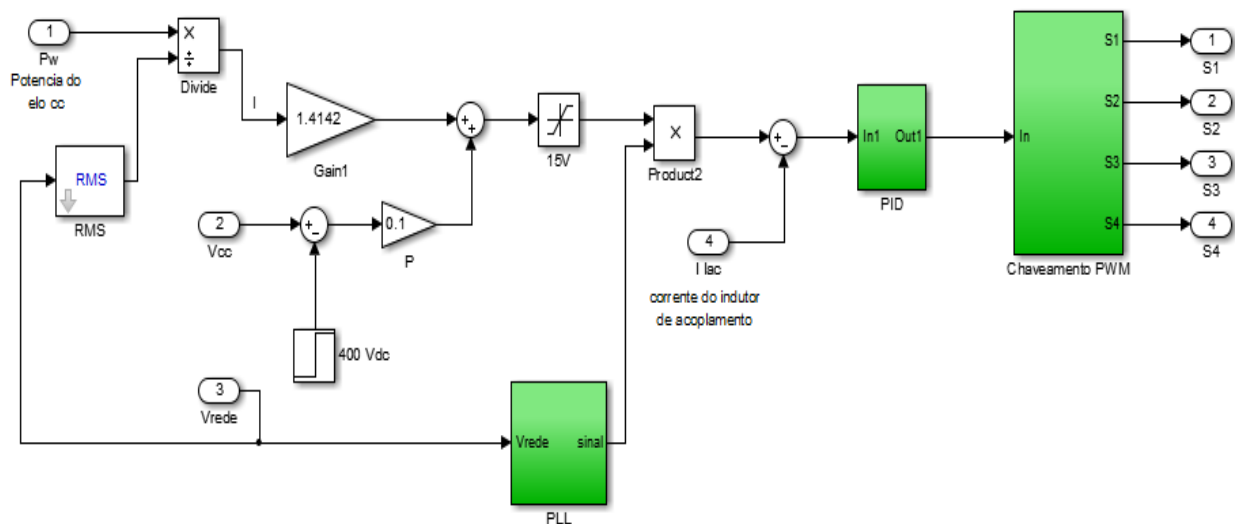 1
Pw
Potencia do
elo cc
×
÷
Divide
I
1.4142
Gain1
RMS
RMS
2
Vcc
+
−
0.1
P
400 Vdc
3
Vrede
+
+
15V
×
Product2
Vrede
sinal
PLL
+
−
4
I lac
corrente do indutor
de acoplamento
In1
Out1
PID
In
S1
S2
S3
S4
Chaveamento PWM
1
S1
2
S2
3
S3
4
S4